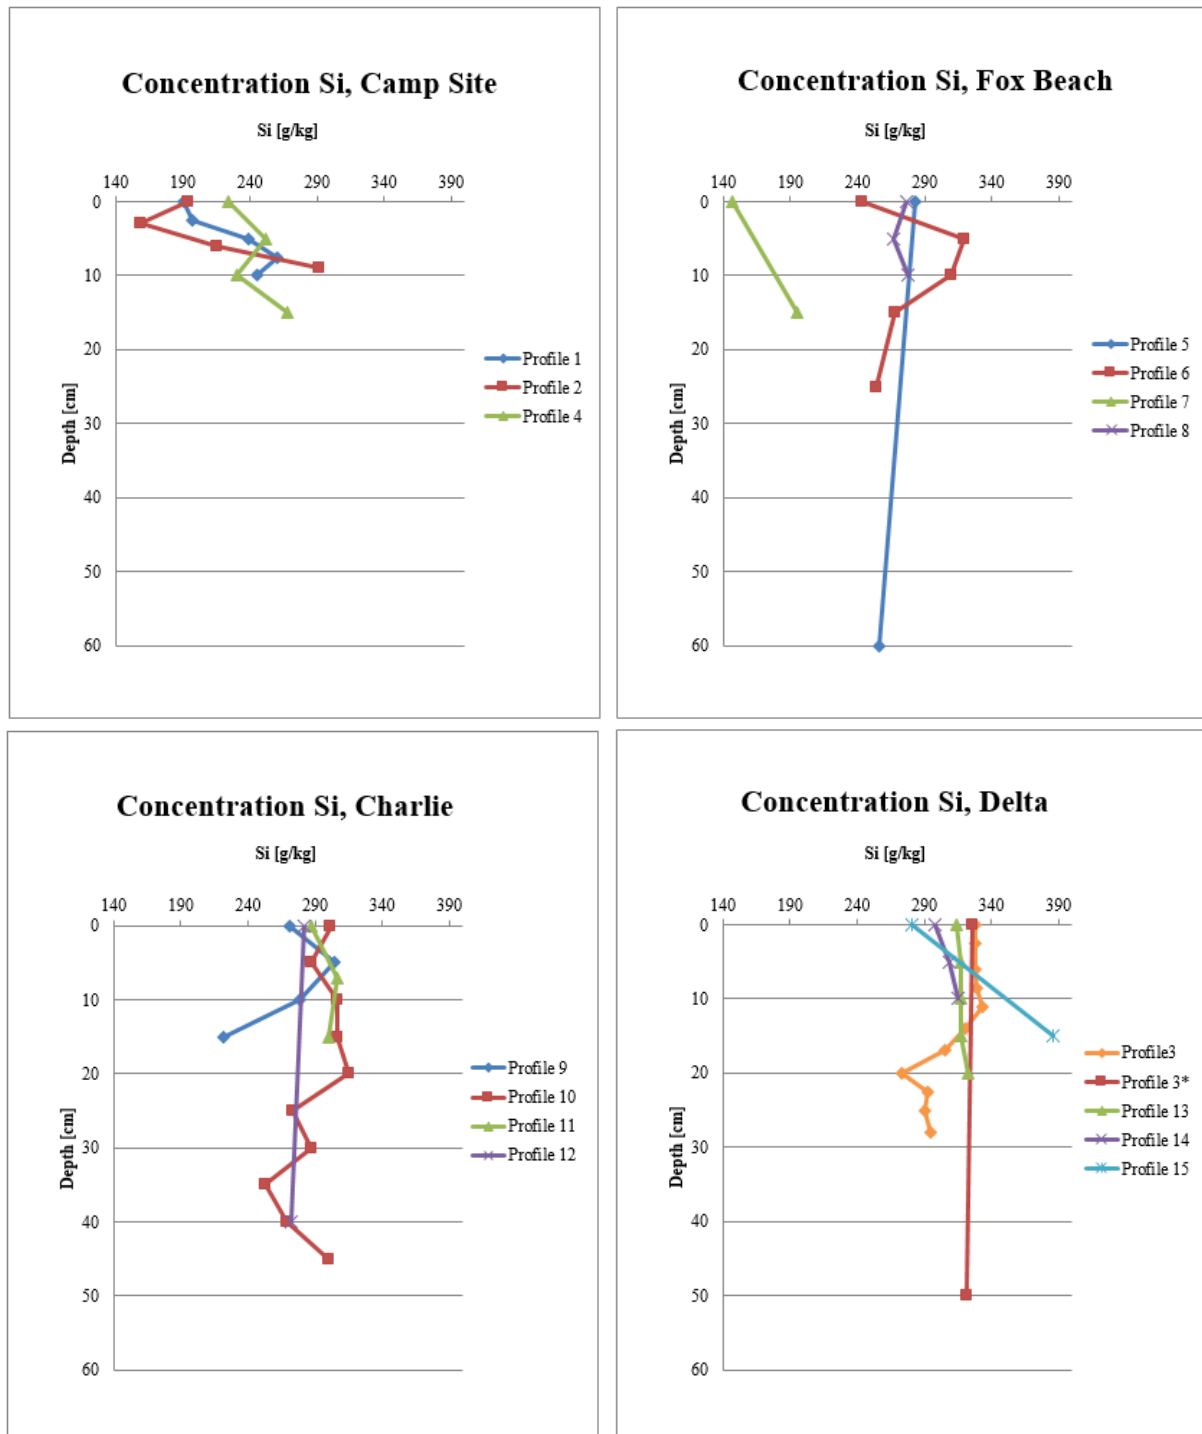 Concentration Si, Camp Site
Si [g/kg]
140 190 240 290 340 390
0
10
20
30
40
50
60
Depth [cm]
Profile 1
Profile 2
Profile 4
Concentration Si, Fox Beach
Si [g/kg]
140 190 240 290 340 390
0
10
20
30
40
50
60
Depth [cm]
Profile 5
Profile 6
Profile 7
Profile 8
Concentration Si, Charlie
Si [g/kg]
140 190 240 290 340 390
0
10
20
30
40
50
60
Depth [cm]
Profile 9
Profile 10
Profile 11
Profile 12
Concentration Si, Delta
Si [g/kg]
140 190 240 290 340 390
0
10
20
30
40
50
60
Depth [cm]
Profile3
Profile 3*
Profile 13
Profile 14
Profile 15